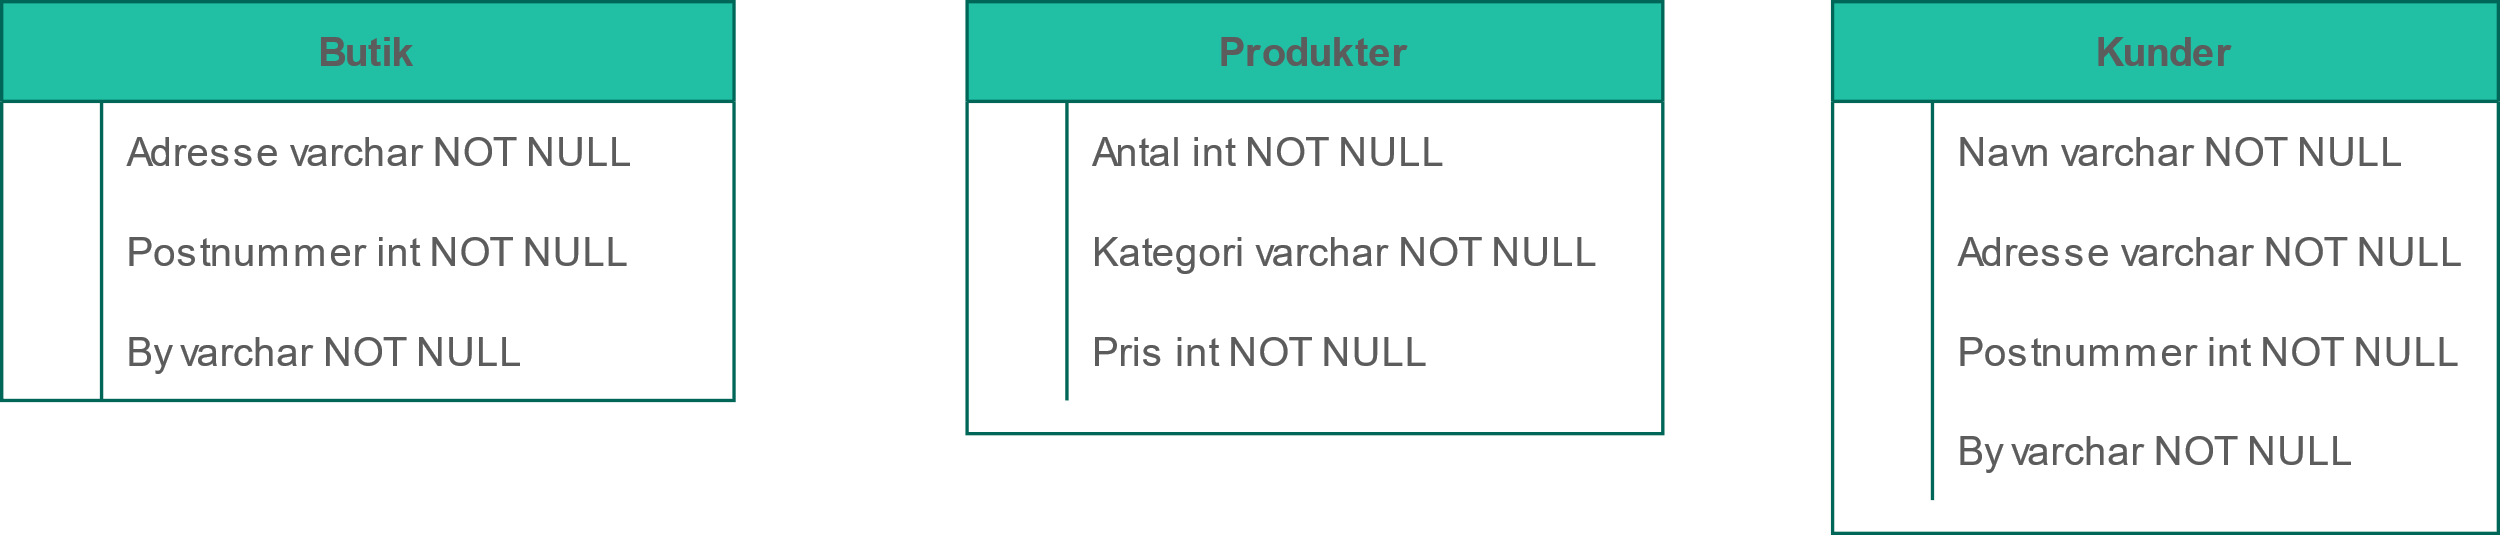 Butik
Adresse varchar NOT NULL
Postnummer int NOT NULL
By varchar NOT NULL
Produkter
Antal int NOT NULL
Kategori varchar NOT NULL
Pris int NOT NULL
Kunder
Navn varchar NOT NULL
Adresse varchar NOT NULL
Postnummer int NOT NULL
By varchar NOT NULL